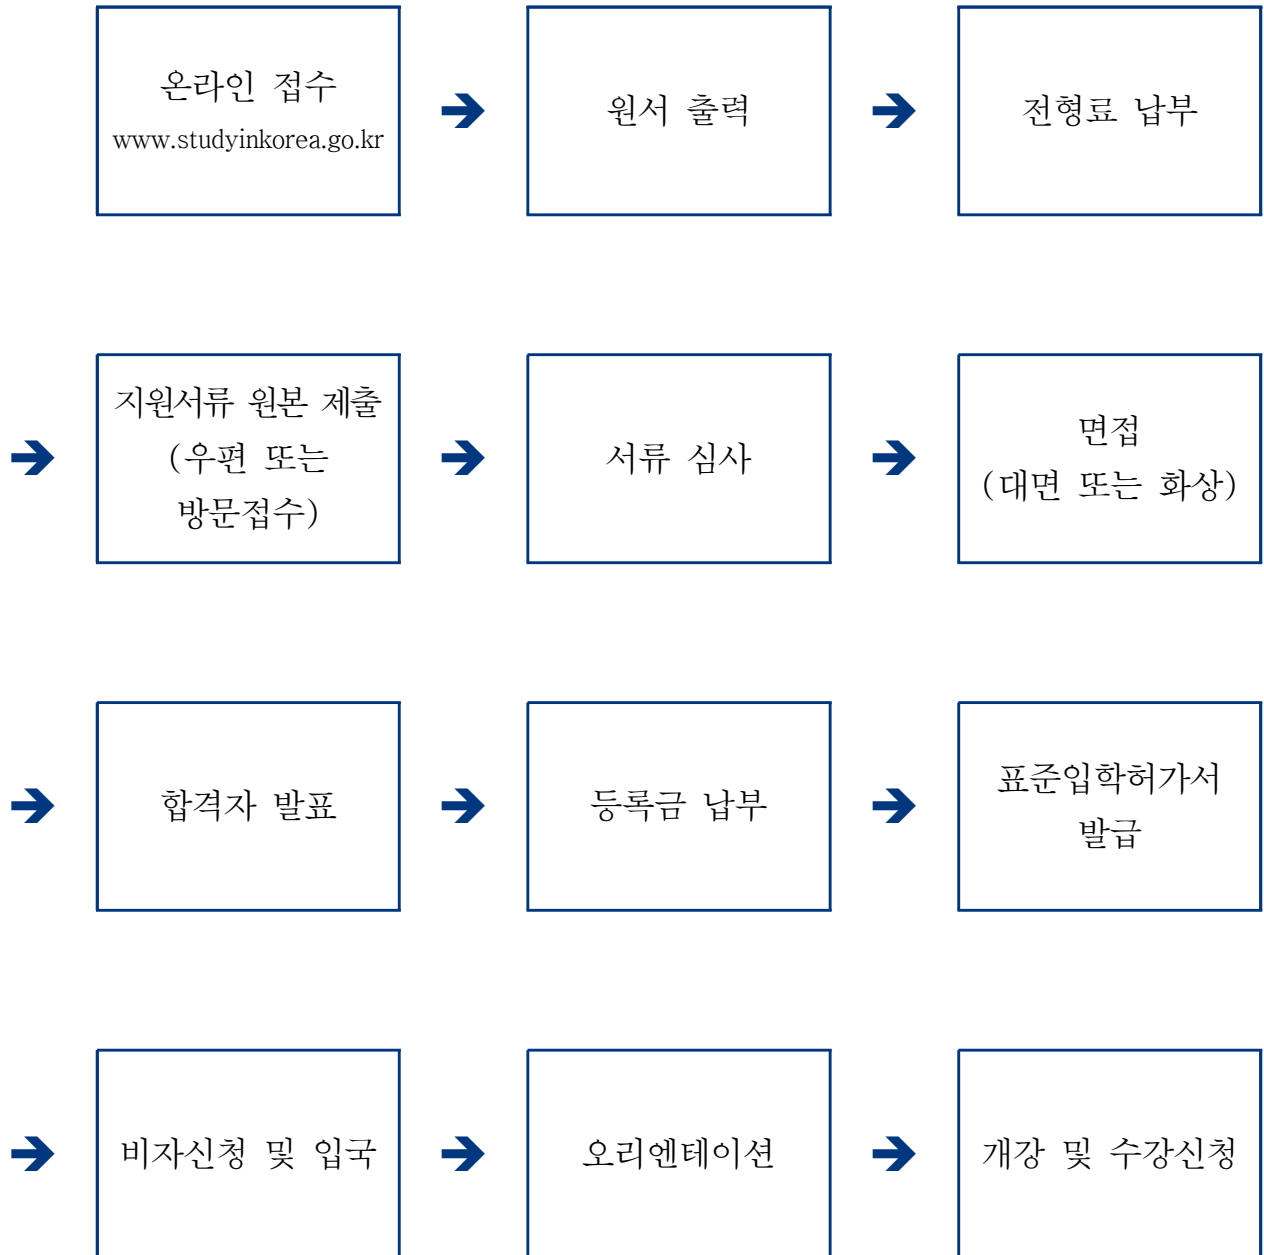 온라인 접수
www.studyinkorea.go.kr
원서 출력
전형료 납부
지원서류 원본 제출
(우편 또는
방문접수)
서류 심사
면접
(대면 또는 화상)
합격자 발표
등록금 납부
표준입학허가서
발급
비자신청 및 입국
오리엔테이션
개강 및 수강신청